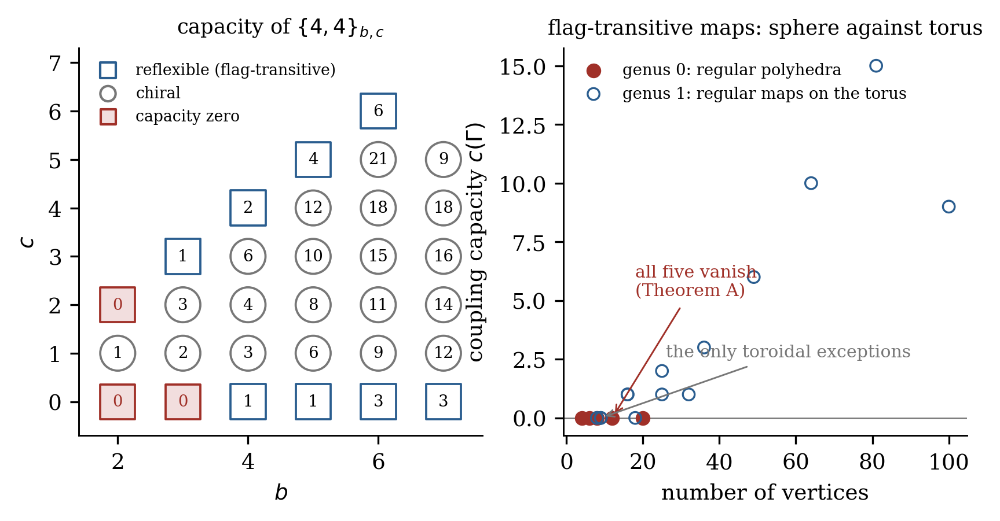 capacity of {4, 4}b,c
reflexible (flag-transitive)
chiral
capacity zero
7
6
5
4
3
2
1
0
c
6
4 21 9
2 12 18 18
1 6 10 15 16
0 3 4 8 11 14
1 2 3 6 9 12
0 0 1 1 3 3
2 4 6
b
flag-transitive maps: sphere against torus
genus 0: regular polyhedra
genus 1: regular maps on the torus
coupling capacity c(Γ)
15.0
12.5
10.0
7.5
5.0
2.5
0.0
all five vanish
(Theorem A)
the only toroidal exceptions
0 20 40 60 80 100
number of vertices